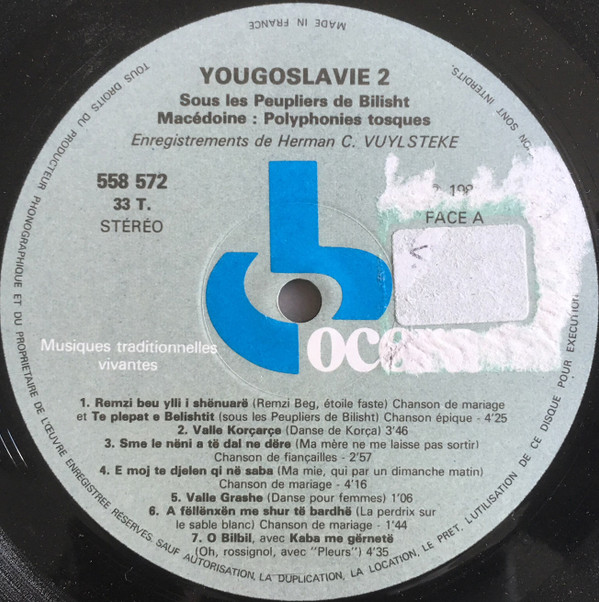 MADE IN FRANCE
TOUS DROITS DU PRODUCTEUR PHONOGRAPHIQUE ET DU PROPRIETAIRE DE L'ŒUVRE ENREGISTREE RESERVES. SAUF AUTORISATION, LA DUPLICATION, LA LOCATION, LE PRET, L'UTILISATION DE CE DISQUE POUR EXECUTION
ON SONT INTERDITS.
YOUGOSLAVIE 2
Sous les Peupliers de Bilisht
Macédoine : Polyphonies tosques
Enregistrements de Herman C. VUYLSTEKE
558 572
33 T.
STÉRÉO
198
FACE A
Musiques traditionnelles
vivantes
1. Remzi beu ylli i shënuarë (Remzi Beg, étoile faste) Chanson de mariage
et Te plepat e Belishtit (sous les Peupliers de Bilisht) Chanson épique - 4'25
2. Valle Korçarçe (Danse de Korça) 3'46
3. Sme le nëni a të dal ne dëre (Ma mère ne me laisse pas sortir)
Chanson de fiançailles - 2'57
4. E moj te djelen qi në saba (Ma mie, qui par un dimanche matin)
Chanson de mariage - 4'16
5. Valle Grashe (Danse pour femmes) 1'06
6. A fëllënxën me shur të bardhë (La perdrix sur
le sable blanc) Chanson de mariage - 1'44
7. O Bilbil, avec Kaba me gërnetë
(Oh, rossignol, avec "Pleurs") 4'35